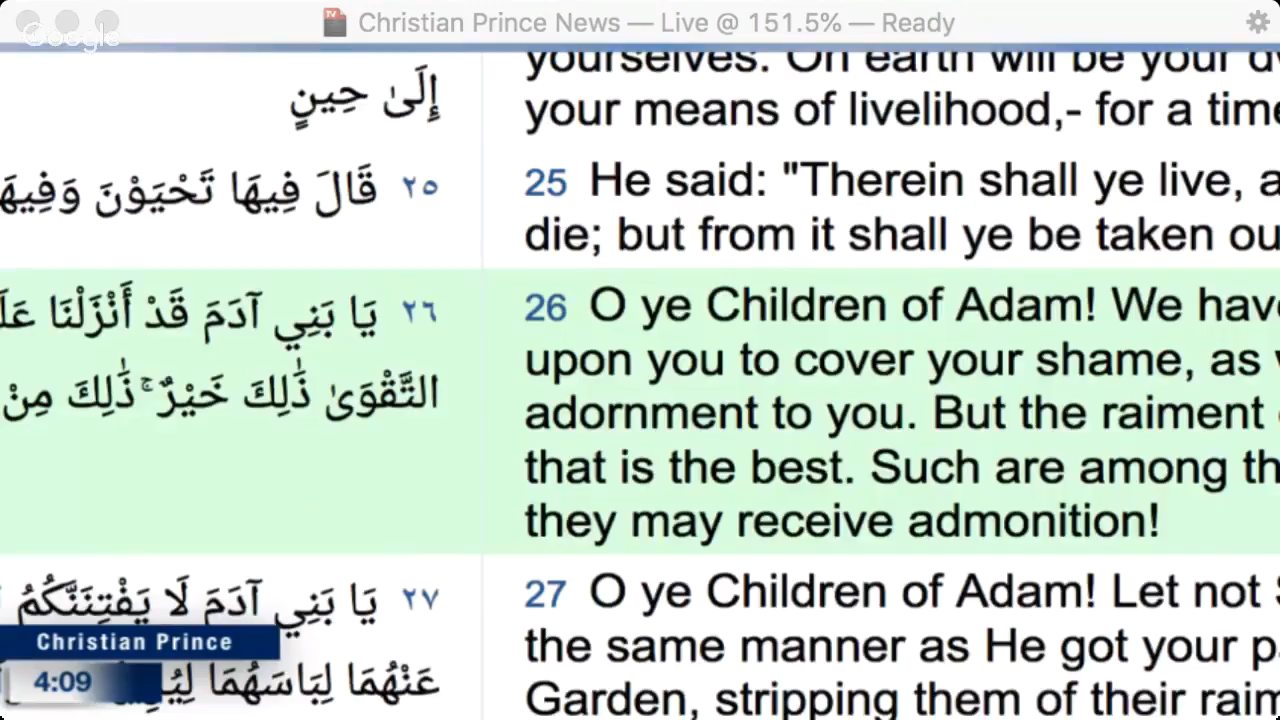 Christian Prince News — Live @ 151.5% — Ready
Google
إِلَىٰ حِينٍ
yourselves. On earth will be your
your means of livelihood,- for a time
٢٥ قَالَ فِيهَا تَحْيَوْنَ وَفِيهَا
25 He said: "Therein shall ye live, a
die; but from it shall ye be taken ou
٢٦ يَا بَنِي آدَمَ قَدْ أَنْزَلْنَا عَلَ
التَّقْوَىٰ ذَٰلِكَ خَيْرٌ ۚ ذَٰلِكَ مِنْ
26 O ye Children of Adam! We have
upon you to cover your shame, as
adornment to you. But the raiment
that is the best. Such are among th
they may receive admonition!
٢٧ يَا بَنِي آدَمَ لَا يَفْتِنَنَّكُمُ
عَنْهُمَا لِبَاسَهُمَا
27 O ye Children of Adam! Let not
the same manner as He got your p
Garden, stripping them of their raim
Christian Prince
4:09